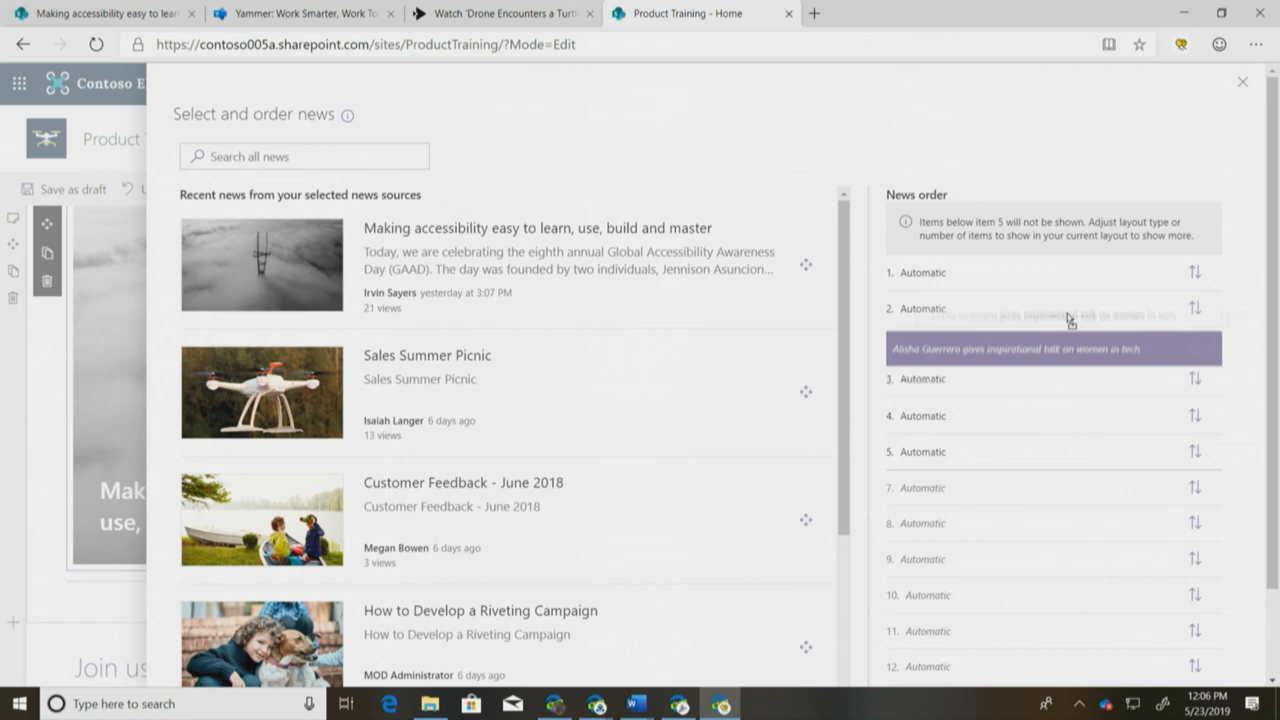 Making accessibility easy to lear
Yammer: Work Smarter, Work To
Watch 'Drone Encounters a Turtl
Product Training - Home
https://contoso005a.sharepoint.com/sites/ProductTraining/?Mode=Edit
Contoso E
Product
Save as draft
Mak
use,
Join us
Select and order news
Search all news
Recent news from your selected news sources
Making accessibility easy to learn, use, build and master
Today, we are celebrating the eighth annual Global Accessibility Awareness
Day (GAAD). The day was founded by two individuals, Jennison Asuncion...
Irvin Sayers yesterday at 3:07 PM
21 views
Sales Summer Picnic
Sales Summer Picnic
Isaiah Langer 6 days ago
13 views
Customer Feedback - June 2018
Customer Feedback - June 2018
Megan Bowen 6 days ago
3 views
How to Develop a Riveting Campaign
How to Develop a Riveting Campaign
MOD Administrator 6 days ago
News order
Items below item 5 will not be shown. Adjust layout type or
number of items to show in your current layout to show more.
1. Automatic
2. Automatic
Alisha Guerrero gives inspirational talk on women in tech
3. Automatic
4. Automatic
5. Automatic
7. Automatic
8. Automatic
9. Automatic
10. Automatic
11. Automatic
12. Automatic
Type here to search
12:06 PM
5/23/2019